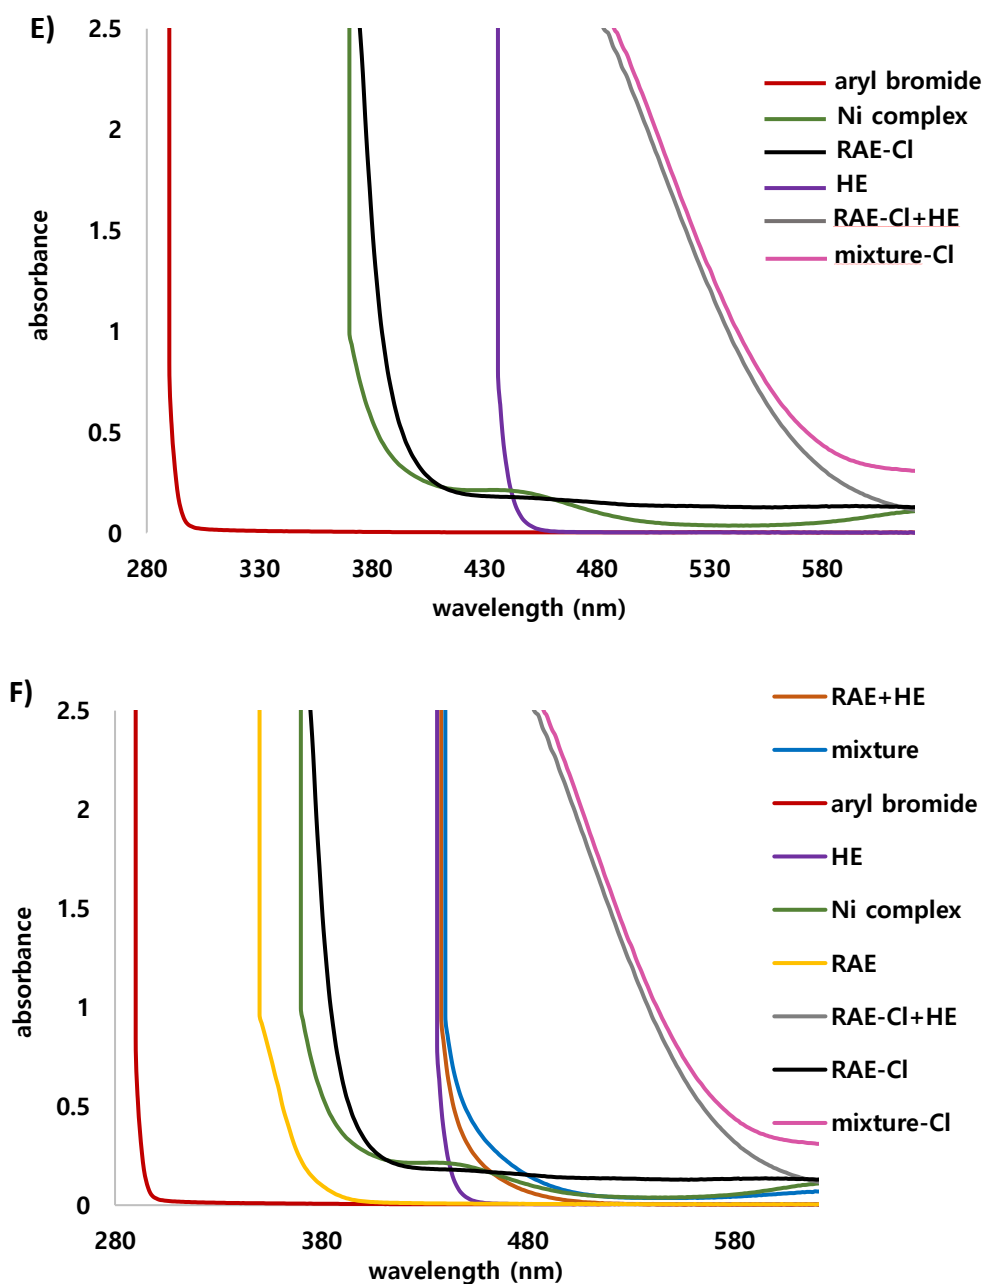 E)
2.5
2
1.5
1
0.5
0
absorbance
280 330 380 430 480 530 580
wavelength (nm)
aryl bromide
Ni complex
RAE-Cl
HE
RAE-Cl+HE
mixture-Cl
F)
2.5
2
1.5
1
0.5
0
absorbance
280 380 480 580
wavelength (nm)
RAE+HE
mixture
aryl bromide
HE
Ni complex
RAE
RAE-Cl+HE
RAE-Cl
mixture-Cl